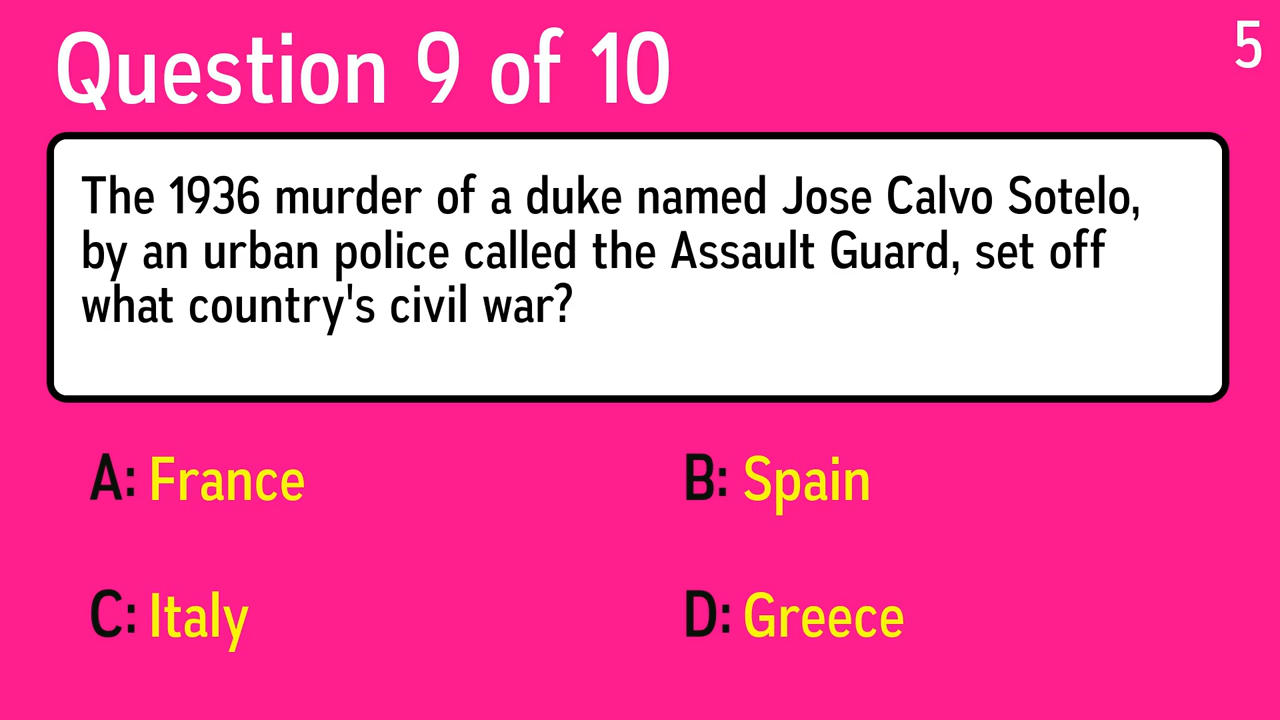 Question 9 of 10
5
The 1936 murder of a duke named Jose Calvo Sotelo,
by an urban police called the Assault Guard, set off
what country's civil war?
A: France
B: Spain
C: Italy
D: Greece